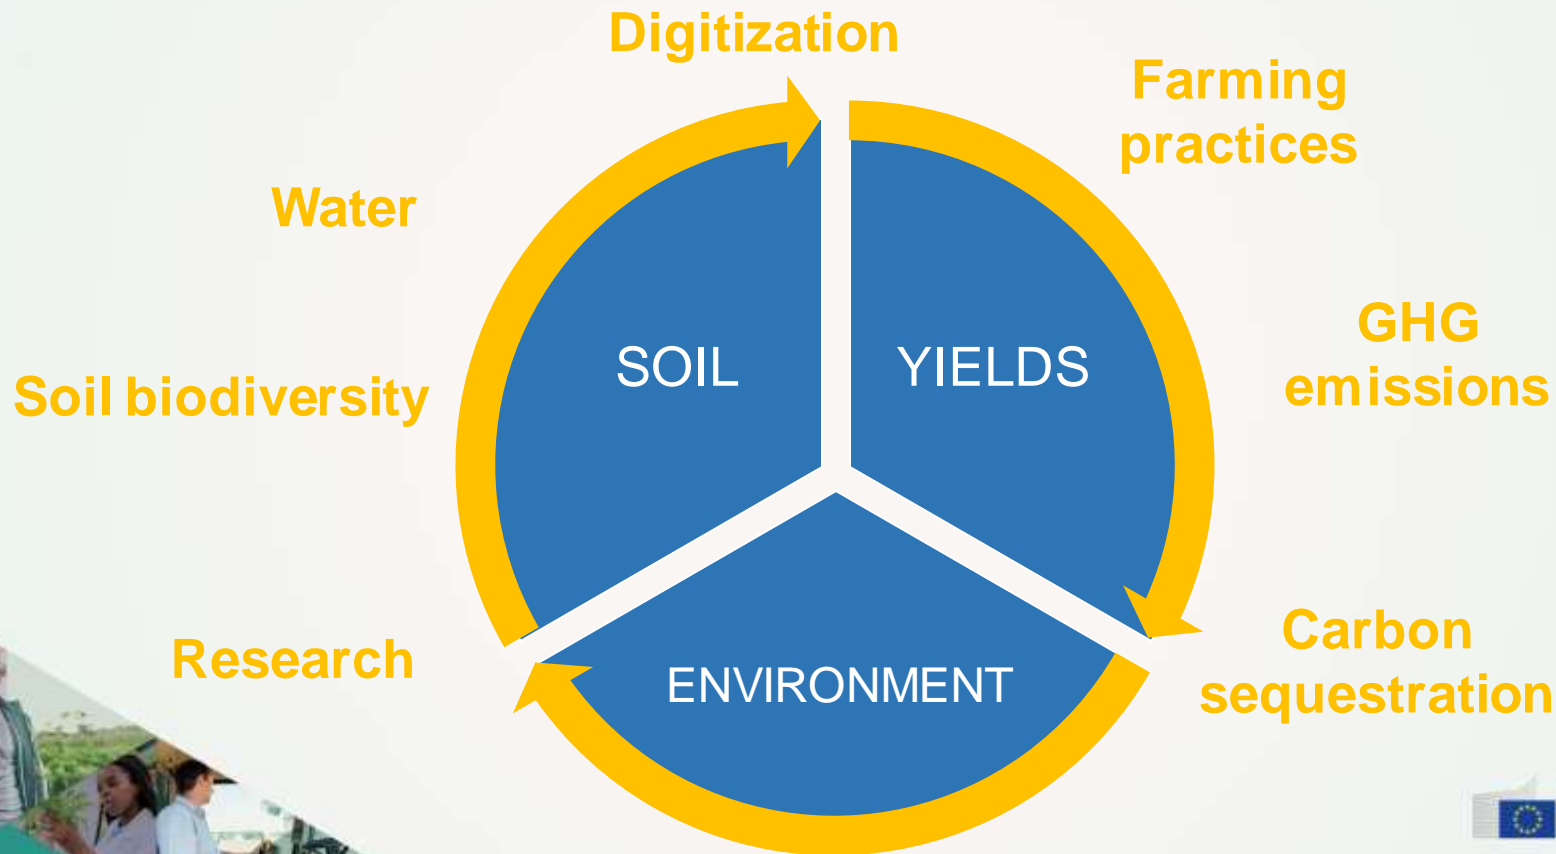 Digitization
Farming
practices
Water
GHG
emissions
SOIL
YIELDS
Soil biodiversity
Carbon
sequestration
Research
ENVIRONMENT